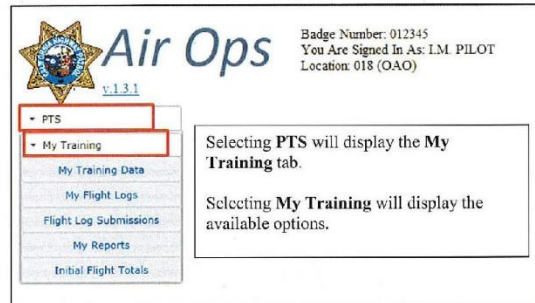 Air Ops
v.1.3.1
Badge Number: 012345
You Are Signed In As: I.M. PILOT
Location: 018 (OAO)
PTS
My Training
My Training Data
My Flight Logs
Flight Log Submissions
My Reports
Initial Flight Totals
Selecting PTS will display the My
Training tab.
Selecting My Training will display the
available options.